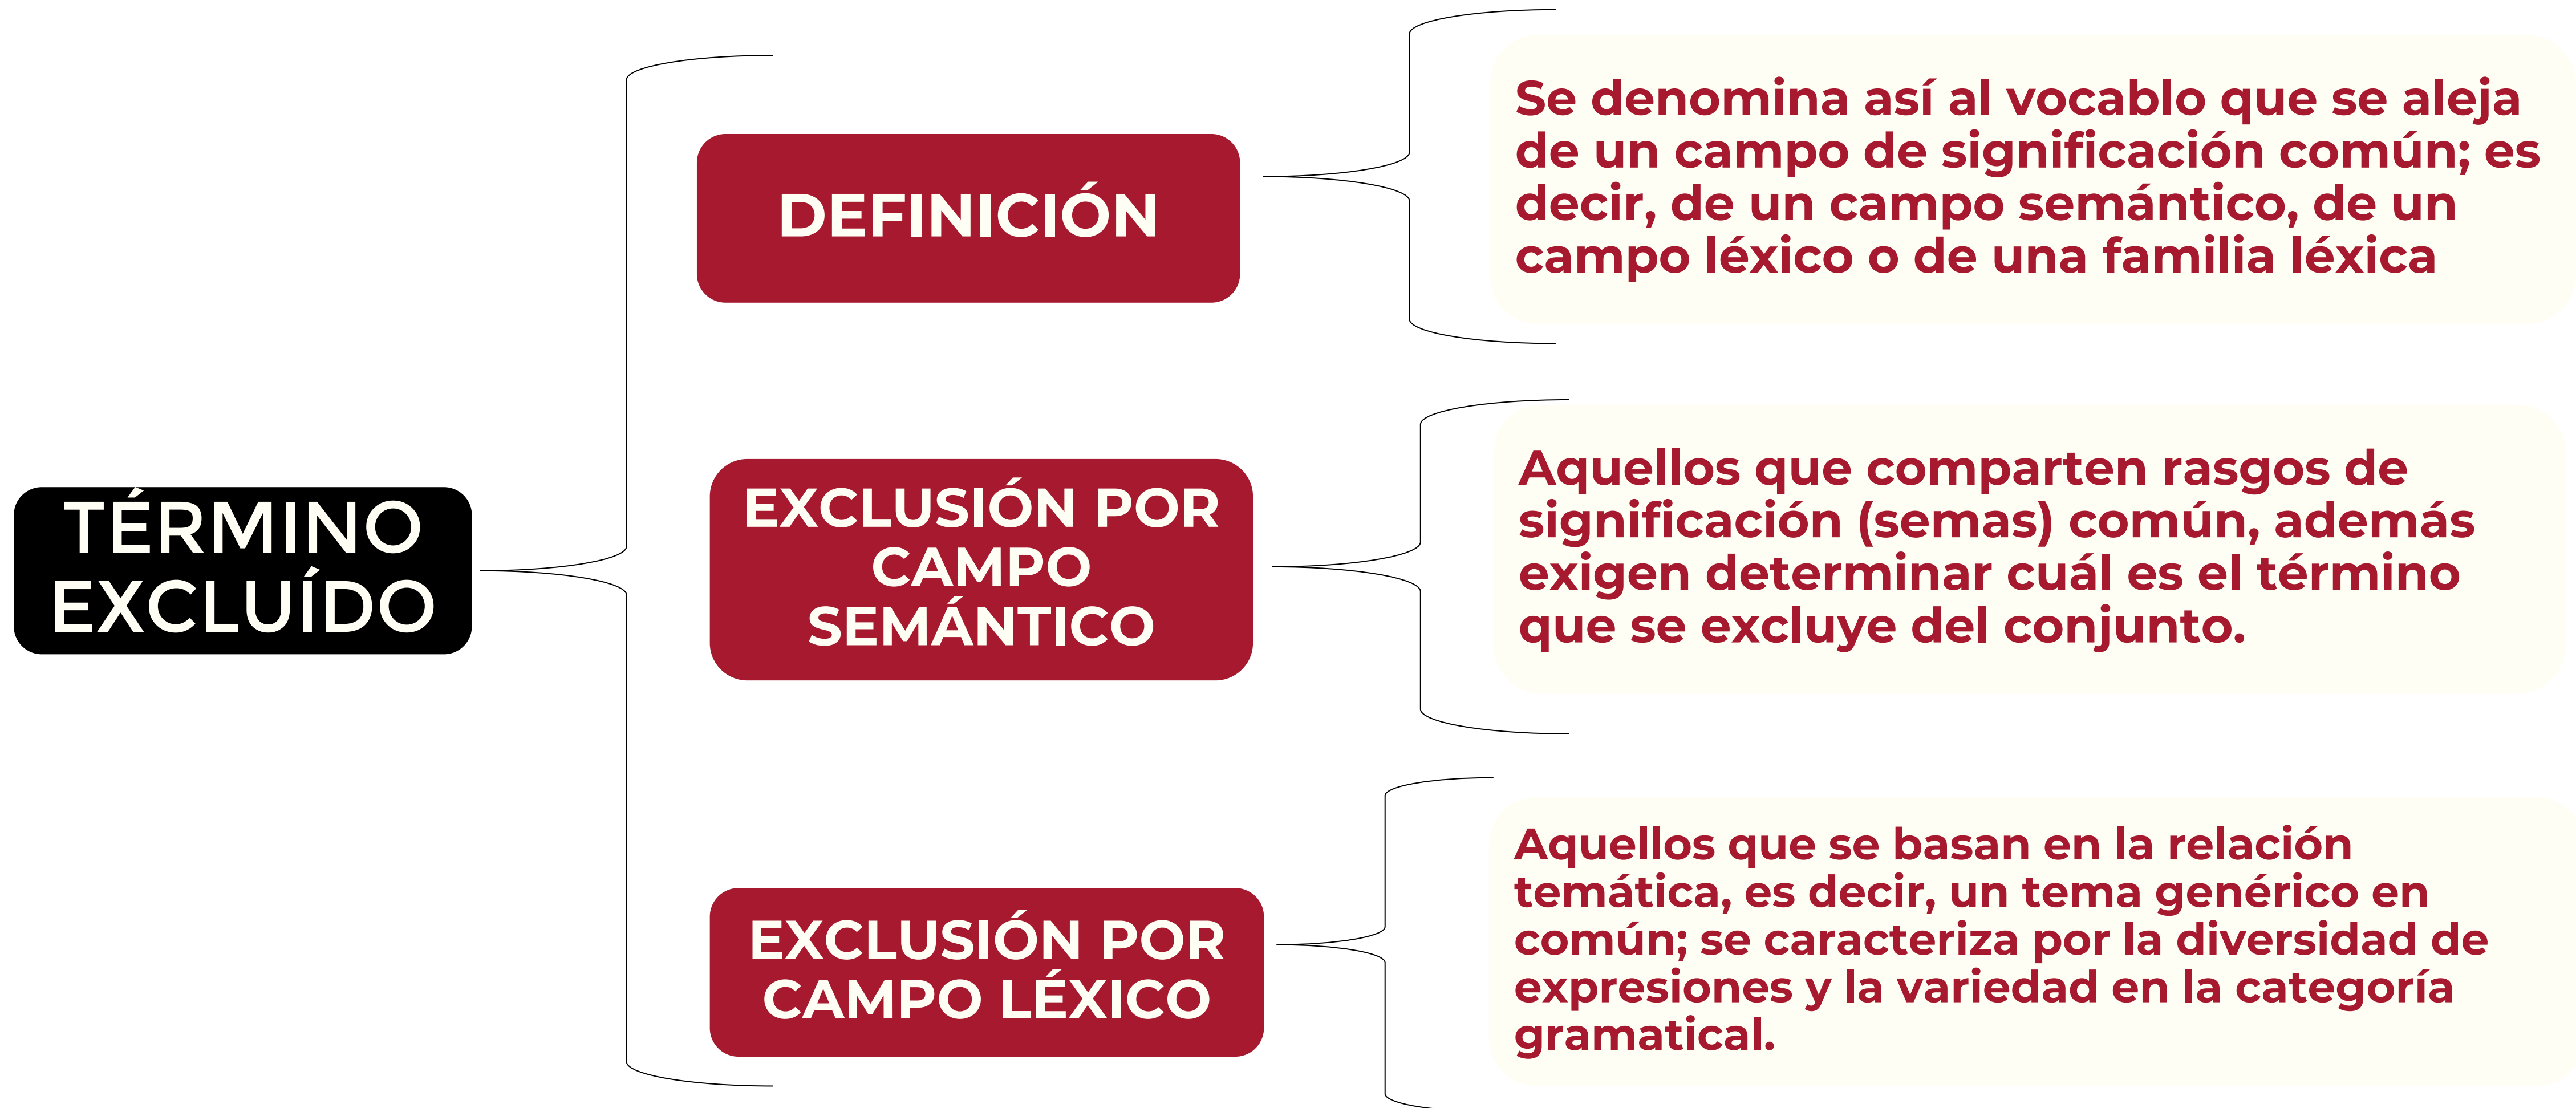 TÉRMINO
EXCLUÍDO
DEFINICIÓN
Se denomina así al vocablo que se aleja
de un campo de significación común; es
decir, de un campo semántico, de un
campo léxico o de una familia léxica
EXCLUSIÓN POR
CAMPO
SEMÁNTICO
Aquellos que comparten rasgos de
significación (semas) común, además
exigen determinar cuál es el término
que se excluye del conjunto.
EXCLUSIÓN POR
CAMPO LÉXICO
Aquellos que se basan en la relación
temática, es decir, un tema genérico en
común; se caracteriza por la diversidad de
expresiones y la variedad en la categoría
gramatical.